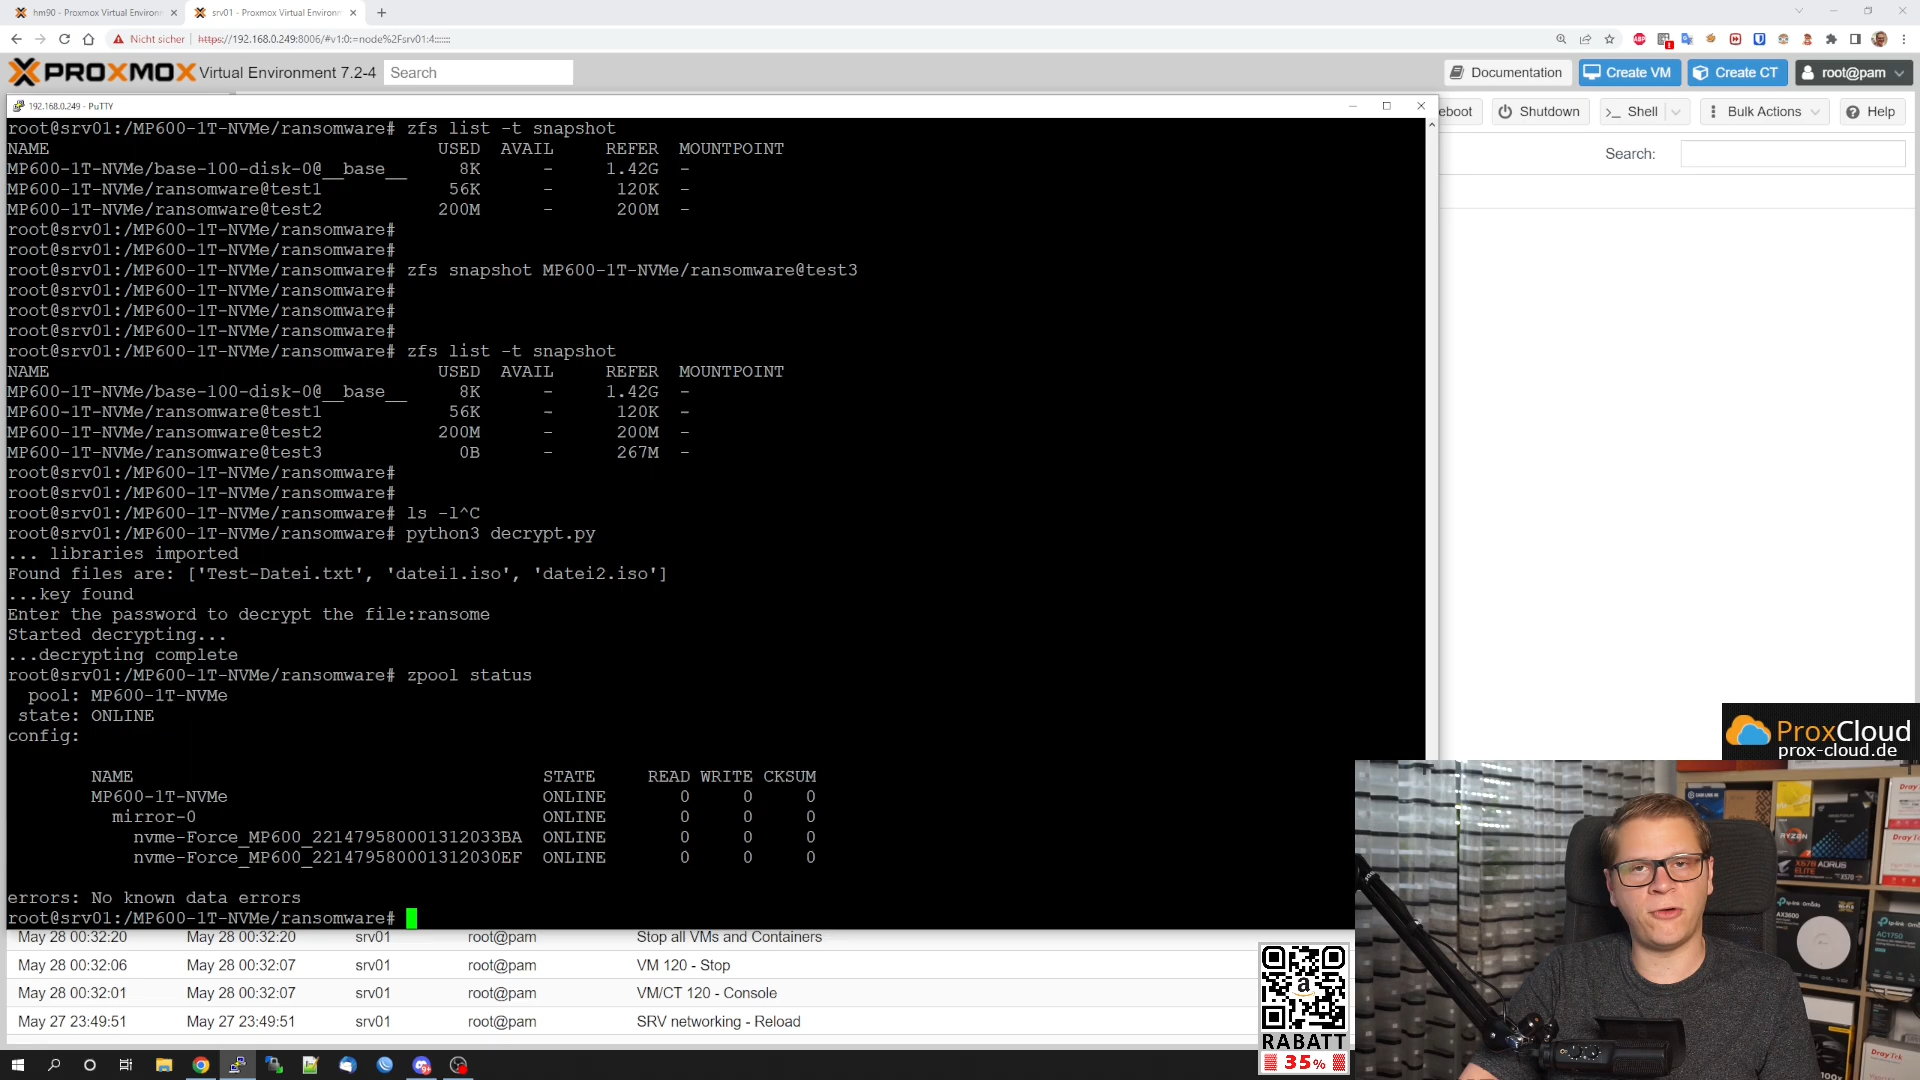 hm90 - Proxmox Virtual Environm
srv01 - Proxmox Virtual Environm
Nicht sicher
https://192.168.0.249:8006/#v1:0:=node%2Fsrv01:4:::::::
PROXMOX Virtual Environment 7.2-4
Search
Documentation
Create VM
Create CT
root@pam
192.168.0.249 - PuTTY
eboot
Shutdown
>_ Shell
Bulk Actions
Help
Search:
root@srv01:/MP600-1T-NVMe/ransomware# zfs list -t snapshot
NAME USED AVAIL REFER MOUNTPOINT
MP600-1T-NVMe/base-100-disk-0@__base__ 8K - 1.42G -
MP600-1T-NVMe/ransomware@test1 56K - 120K -
MP600-1T-NVMe/ransomware@test2 200M - 200M -
root@srv01:/MP600-1T-NVMe/ransomware#
root@srv01:/MP600-1T-NVMe/ransomware#
root@srv01:/MP600-1T-NVMe/ransomware# zfs snapshot MP600-1T-NVMe/ransomware@test3
root@srv01:/MP600-1T-NVMe/ransomware#
root@srv01:/MP600-1T-NVMe/ransomware#
root@srv01:/MP600-1T-NVMe/ransomware#
root@srv01:/MP600-1T-NVMe/ransomware# zfs list -t snapshot
NAME USED AVAIL REFER MOUNTPOINT
MP600-1T-NVMe/base-100-disk-0@__base__ 8K - 1.42G -
MP600-1T-NVMe/ransomware@test1 56K - 120K -
MP600-1T-NVMe/ransomware@test2 200M - 200M -
MP600-1T-NVMe/ransomware@test3 0B - 267M -
root@srv01:/MP600-1T-NVMe/ransomware#
root@srv01:/MP600-1T-NVMe/ransomware#
root@srv01:/MP600-1T-NVMe/ransomware# ls -l^C
root@srv01:/MP600-1T-NVMe/ransomware# python3 decrypt.py
... libraries imported
Found files are: ['Test-Datei.txt', 'datei1.iso', 'datei2.iso']
...key found
Enter the password to decrypt the file:ransome
Started decrypting...
...decrypting complete
root@srv01:/MP600-1T-NVMe/ransomware# zpool status
pool: MP600-1T-NVMe
state: ONLINE
config:
NAME STATE READ WRITE CKSUM
MP600-1T-NVMe ONLINE 0 0 0
mirror-0 ONLINE 0 0 0
nvme-Force_MP600_2214795800013120​33BA ONLINE 0 0 0
nvme-Force_MP600_221479580001312030EF ONLINE 0 0 0
errors: No known data errors
root@srv01:/MP600-1T-NVMe/ransomware#
May 28 00:32:20 May 28 00:32:20 srv01 root@pam Stop all VMs and Containers
May 28 00:32:06 May 28 00:32:07 srv01 root@pam VM 120 - Stop
May 28 00:32:01 May 28 00:32:07 srv01 root@pam VM/CT 120 - Console
May 27 23:49:51 May 27 23:49:51 srv01 root@pam SRV networking - Reload
ProxCloud
prox-cloud.de
a
RABATT
35%
RYZEN
X570 AORUS
ELITE
X570
AX3000
tp-link
AC1750
tp-link